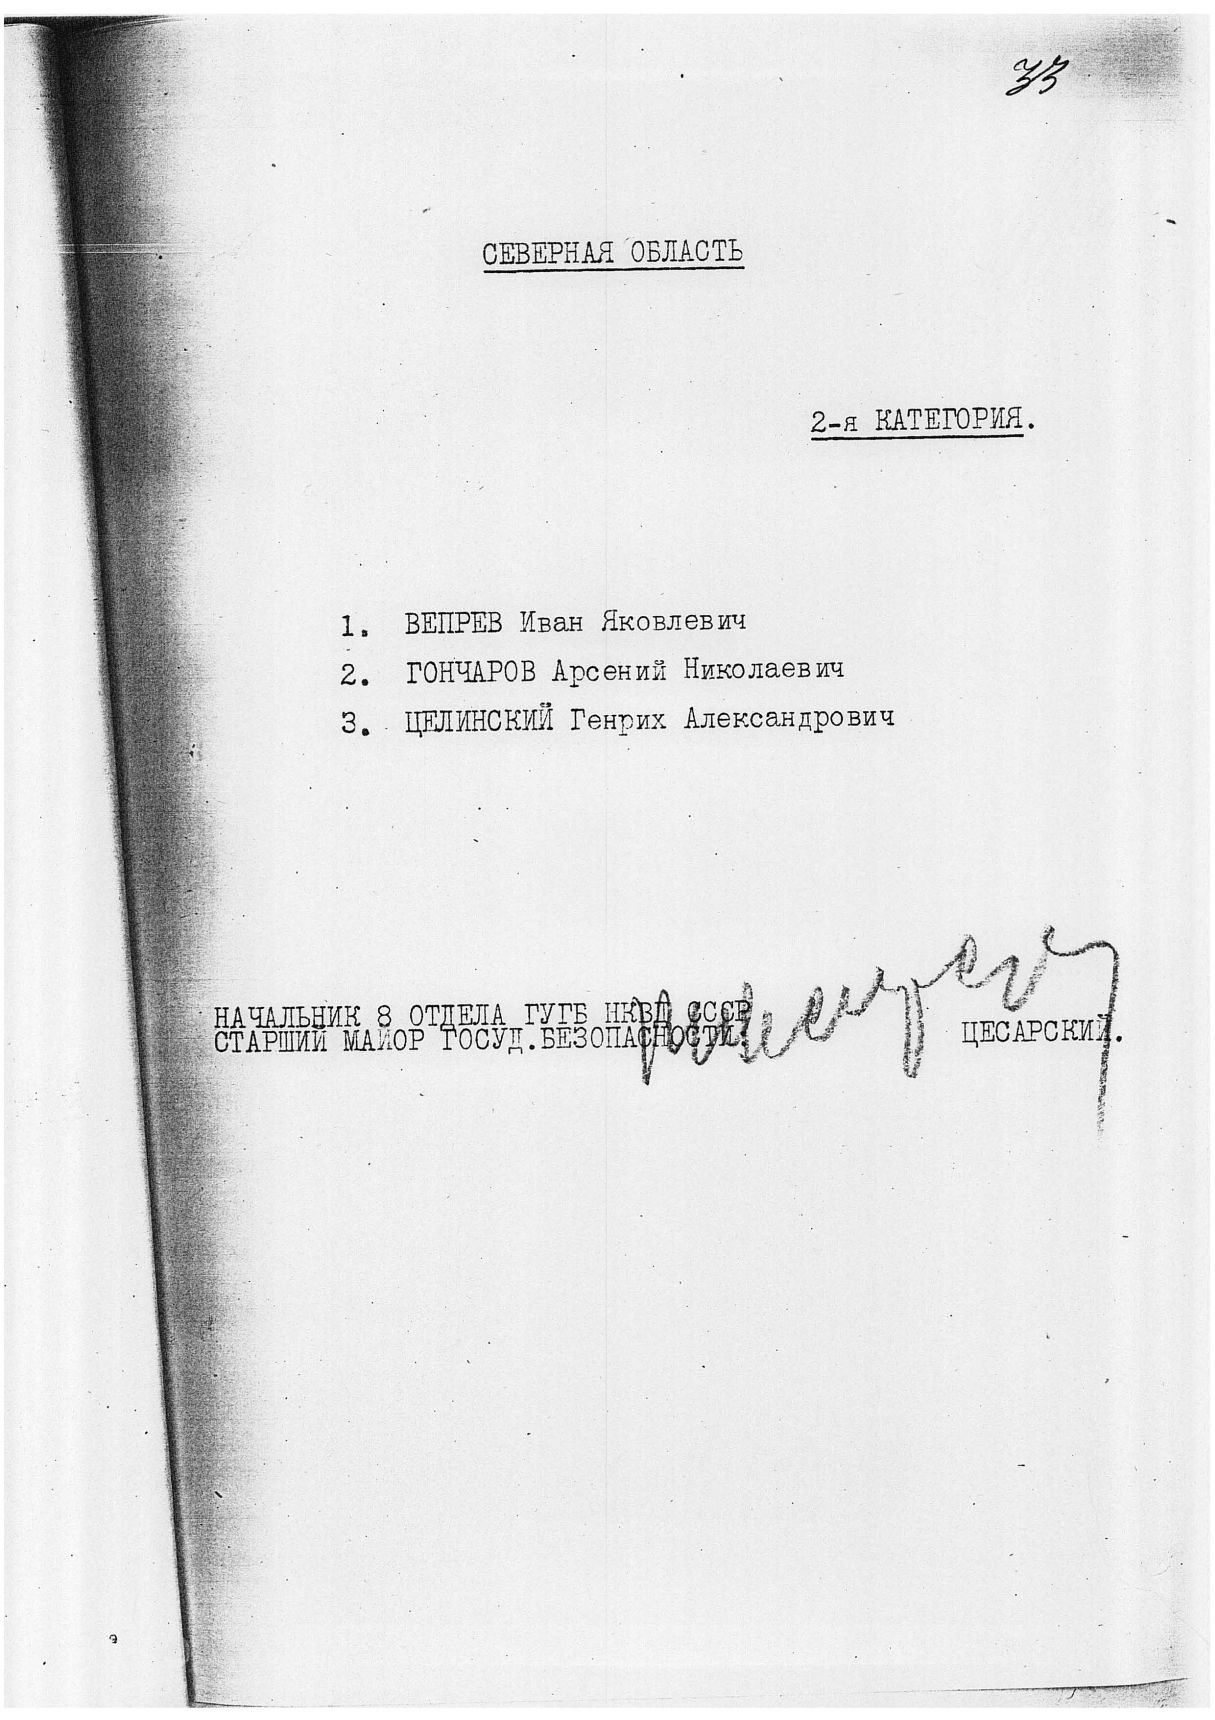 33
СЕВЕРНАЯ ОБЛАСТЬ
2-я КАТЕГОРИЯ.
1. ВЕПРЕВ Иван Яковлевич
2. ГОНЧАРОВ Арсений Николаевич
3. ЦЕЛИНСКИЙ Генрих Александрович
НАЧАЛЬНИК 8 ОТДЕЛА ГУГБ НКВД СССР
СТАРШИЙ МАЙОР ГОСУД.БЕЗОПАСНОСТИ: ЦЕСАРСКИЙ.